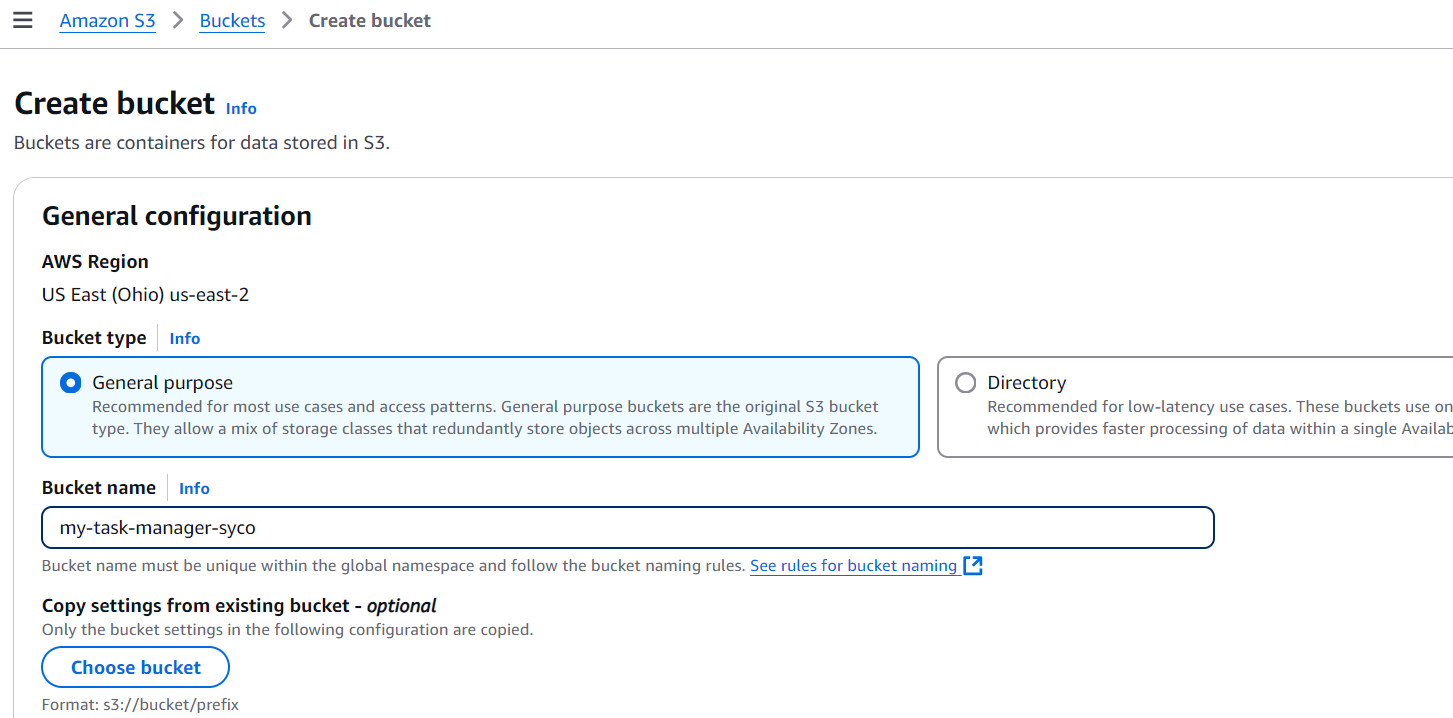 Amazon S3 > Buckets > Create bucket
Create bucket Info
Buckets are containers for data stored in S3.
General configuration
AWS Region
US East (Ohio) us-east-2
Bucket type Info
General purpose
Recommended for most use cases and access patterns. General purpose buckets are the original S3 bucket
type. They allow a mix of storage classes that redundantly store objects across multiple Availability Zones.
Directory
Recommended for low-latency use cases. These buckets use on
which provides faster processing of data within a single Availab
Bucket name Info
my-task-manager-syco
Bucket name must be unique within the global namespace and follow the bucket naming rules. See rules for bucket naming
Copy settings from existing bucket - optional
Only the bucket settings in the following configuration are copied.
Choose bucket
Format: s3://bucket/prefix